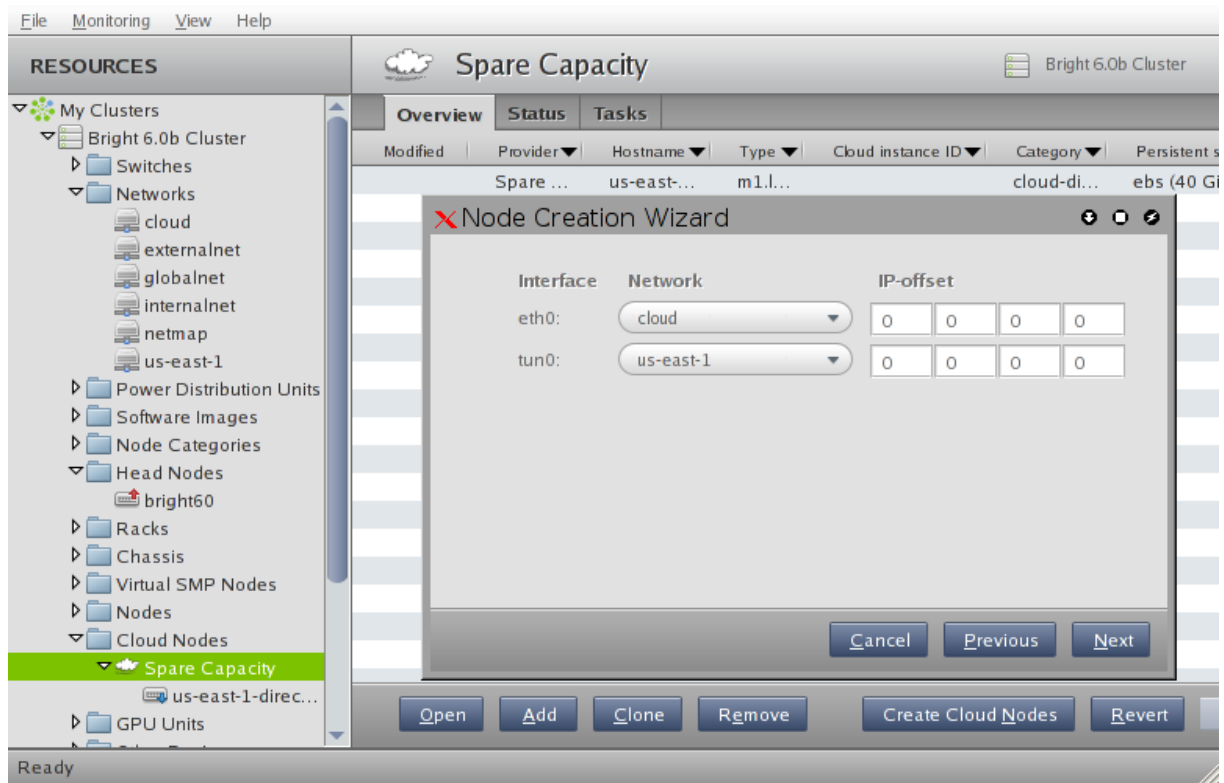 File Monitoring View Help
RESOURCES
Spare Capacity
Bright 6.0b Cluster
My Clusters
Bright 6.0b Cluster
Switches
Networks
cloud
externalnet
globalnet
internalnet
netmap
us-east-1
Power Distribution Units
Software Images
Node Categories
Head Nodes
bright60
Racks
Chassis
Virtual SMP Nodes
Nodes
Cloud Nodes
Spare Capacity
us-east-1-direc...
GPU Units
Overview Status Tasks
Modified Provider Hostname Type Cloud instance ID Category Persistent s
Spare ... us-east-... m1.l... cloud-di... ebs (40 Gi
Node Creation Wizard
Interface Network IP-offset
eth0: cloud 0 0 0 0
tun0: us-east-1 0 0 0 0
Cancel Previous Next
Open Add Clone Remove Create Cloud Nodes Revert
Ready